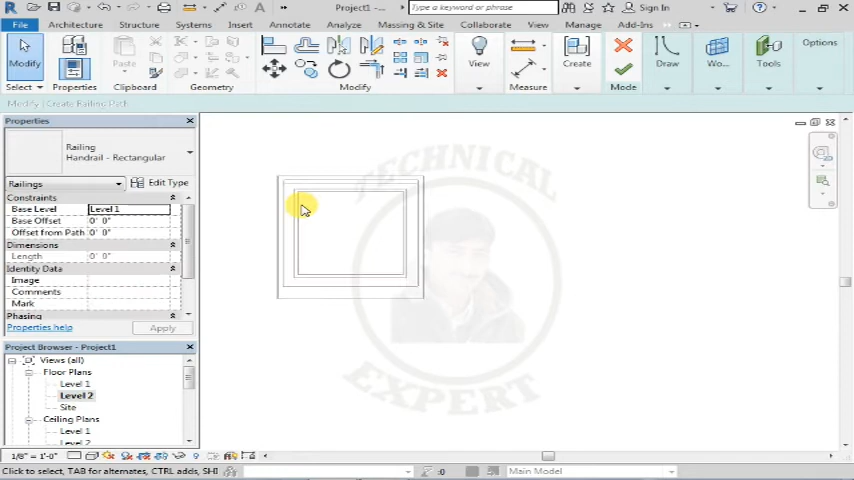 Project1 -
Type a keyword or phrase
Sign In
File Architecture Structure Systems Insert Annotate Analyze Massing & Site Collaborate View Manage Add-Ins
Modify Properties Paste View Create Draw Wo... Tools Options
Select Properties Clipboard Geometry Modify Measure Mode
Modify | Create Railing Path
Properties
Railing
Handrail - Rectangular
Railings Edit Type
Constraints
Base Level Level 1
Base Offset 0' 0"
Offset from Path 0' 0"
Dimensions
Length 0' 0"
Identity Data
Image
Comments
Mark
Phasing
Properties help Apply
Project Browser - Project1
Views (all)
Floor Plans
Level 1
Level 2
Site
Ceiling Plans
Level 1
Level 2
TECHNICAL
EXPERT
1/8" = 1'-0"
Click to select, TAB for alternates, CTRL adds, SHI
:0
Main Model